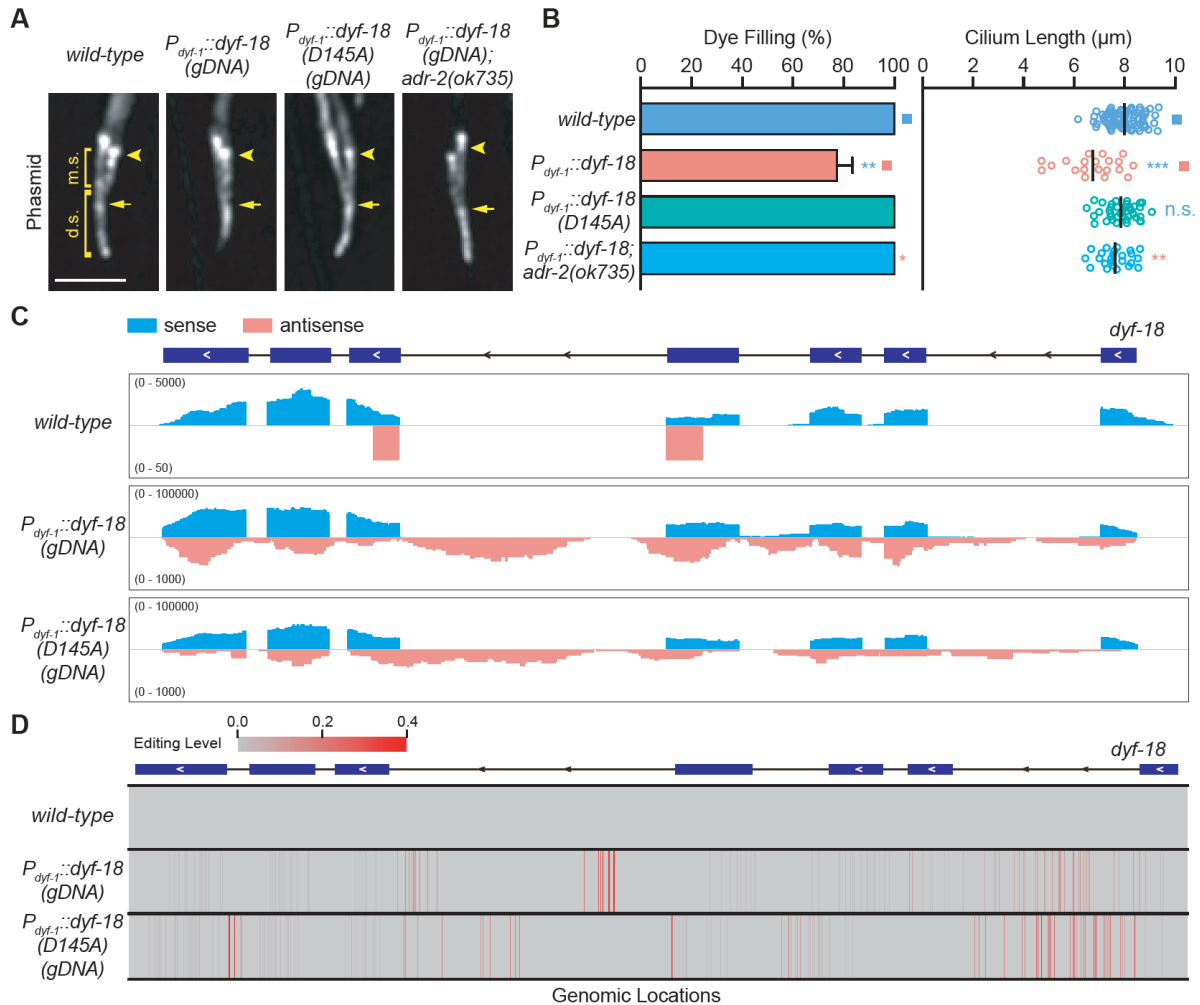 A
wild-type
Pdyf-1::dyf-18
(gDNA)
Pdyf-1::dyf-18
(D145A)
(gDNA)
Pdyf-1::dyf-18
(gDNA);
adr-2(ok735)
Phasmid
m.s.
d.s.
B
Dye Filling (%)
Cilium Length (µm)
0 20 40 60 80 100
0 2 4 6 8 10
wild-type
Pdyf-1::dyf-18
**
***
Pdyf-1::dyf-18
(D145A)
n.s.
Pdyf-1::dyf-18;
adr-2(ok735)
*
**
C
sense
antisense
dyf-18
wild-type
(0 - 5000)
(0 - 50)
Pdyf-1::dyf-18
(gDNA)
(0 - 100000)
(0 - 1000)
Pdyf-1::dyf-18
(D145A)
(gDNA)
(0 - 100000)
(0 - 1000)
D
Editing Level
0.0 0.2 0.4
dyf-18
wild-type
Pdyf-1::dyf-18
(gDNA)
Pdyf-1::dyf-18
(D145A)
(gDNA)
Genomic Locations